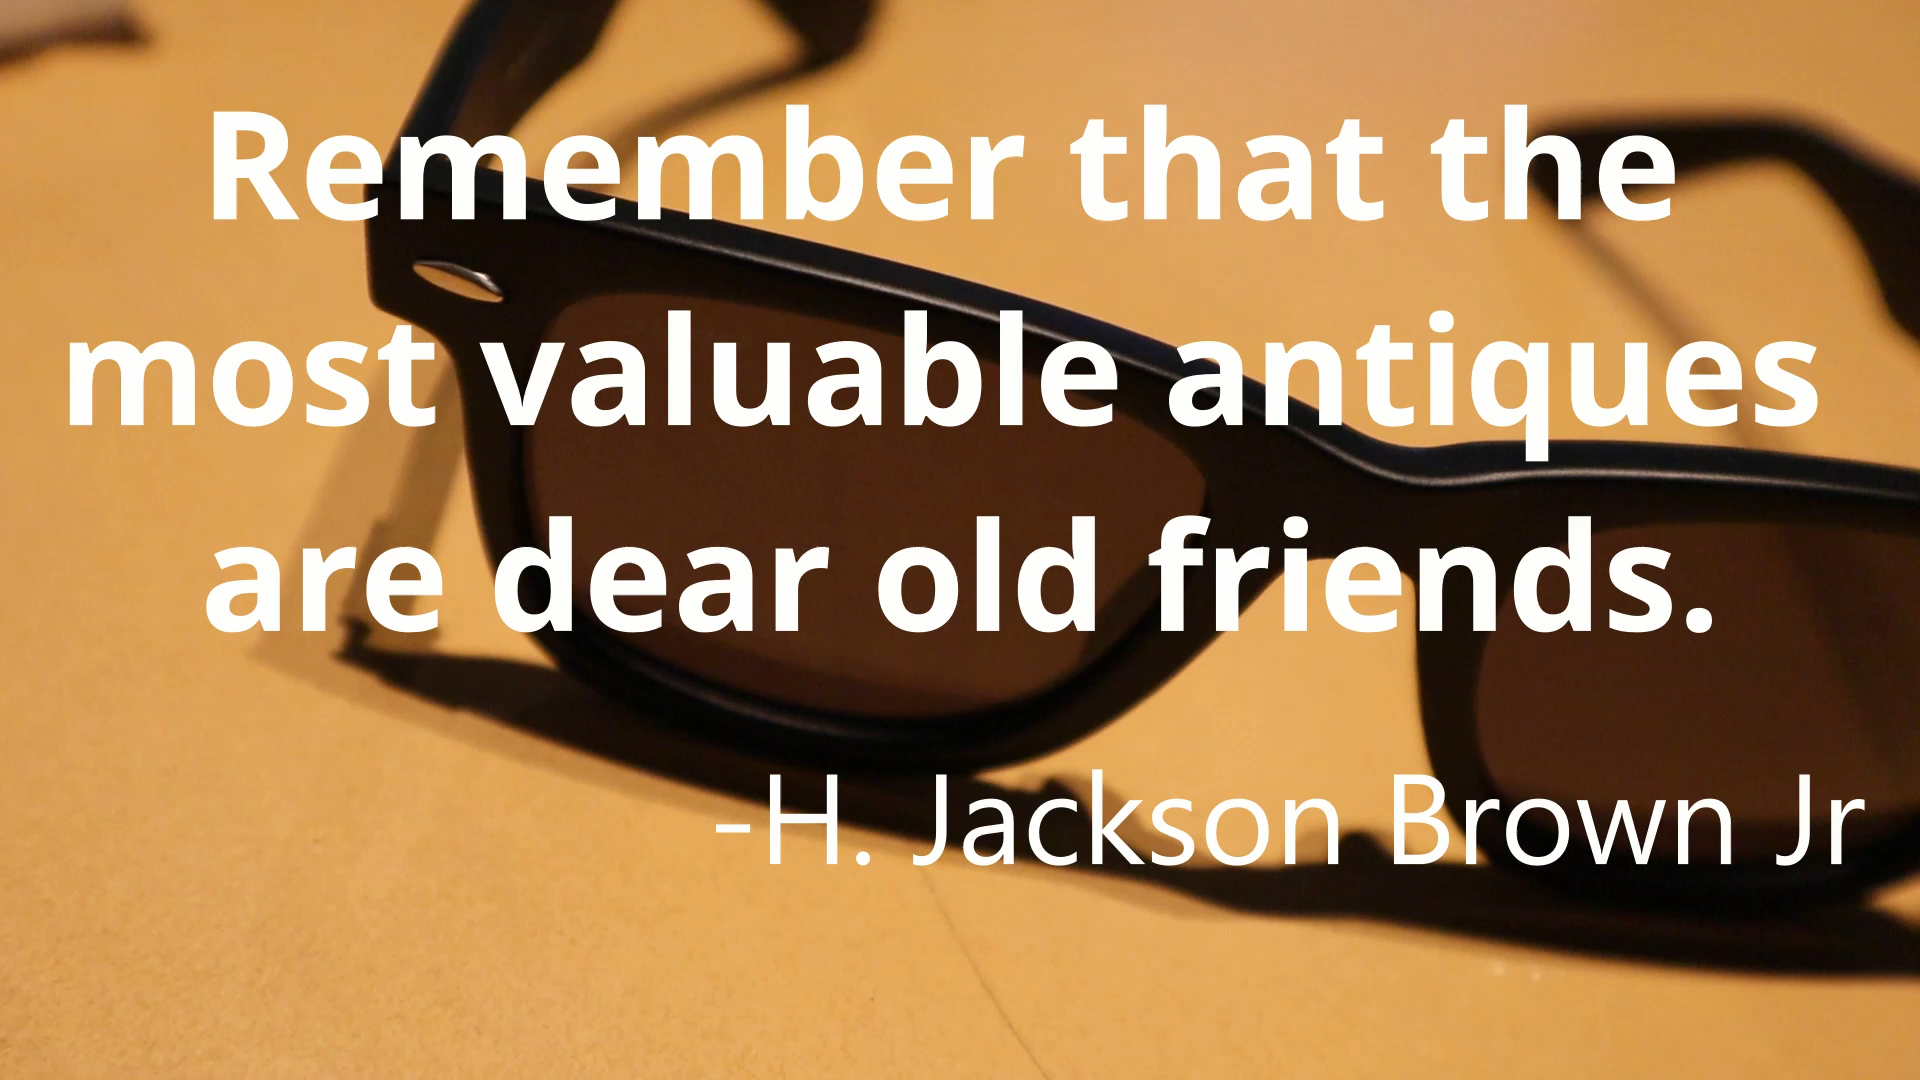 Remember that the
most valuable antiques
are dear old friends.
-H. Jackson Brown Jr